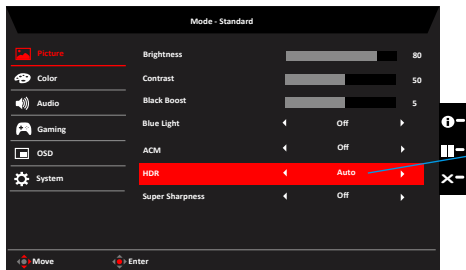 Mode - Standard
Picture
Brightness 80
Color
Contrast 50
Audio
Black Boost 5
Gaming
Blue Light Off
OSD
ACM Off
System
HDR Auto
Super Sharpness Off
Move Enter